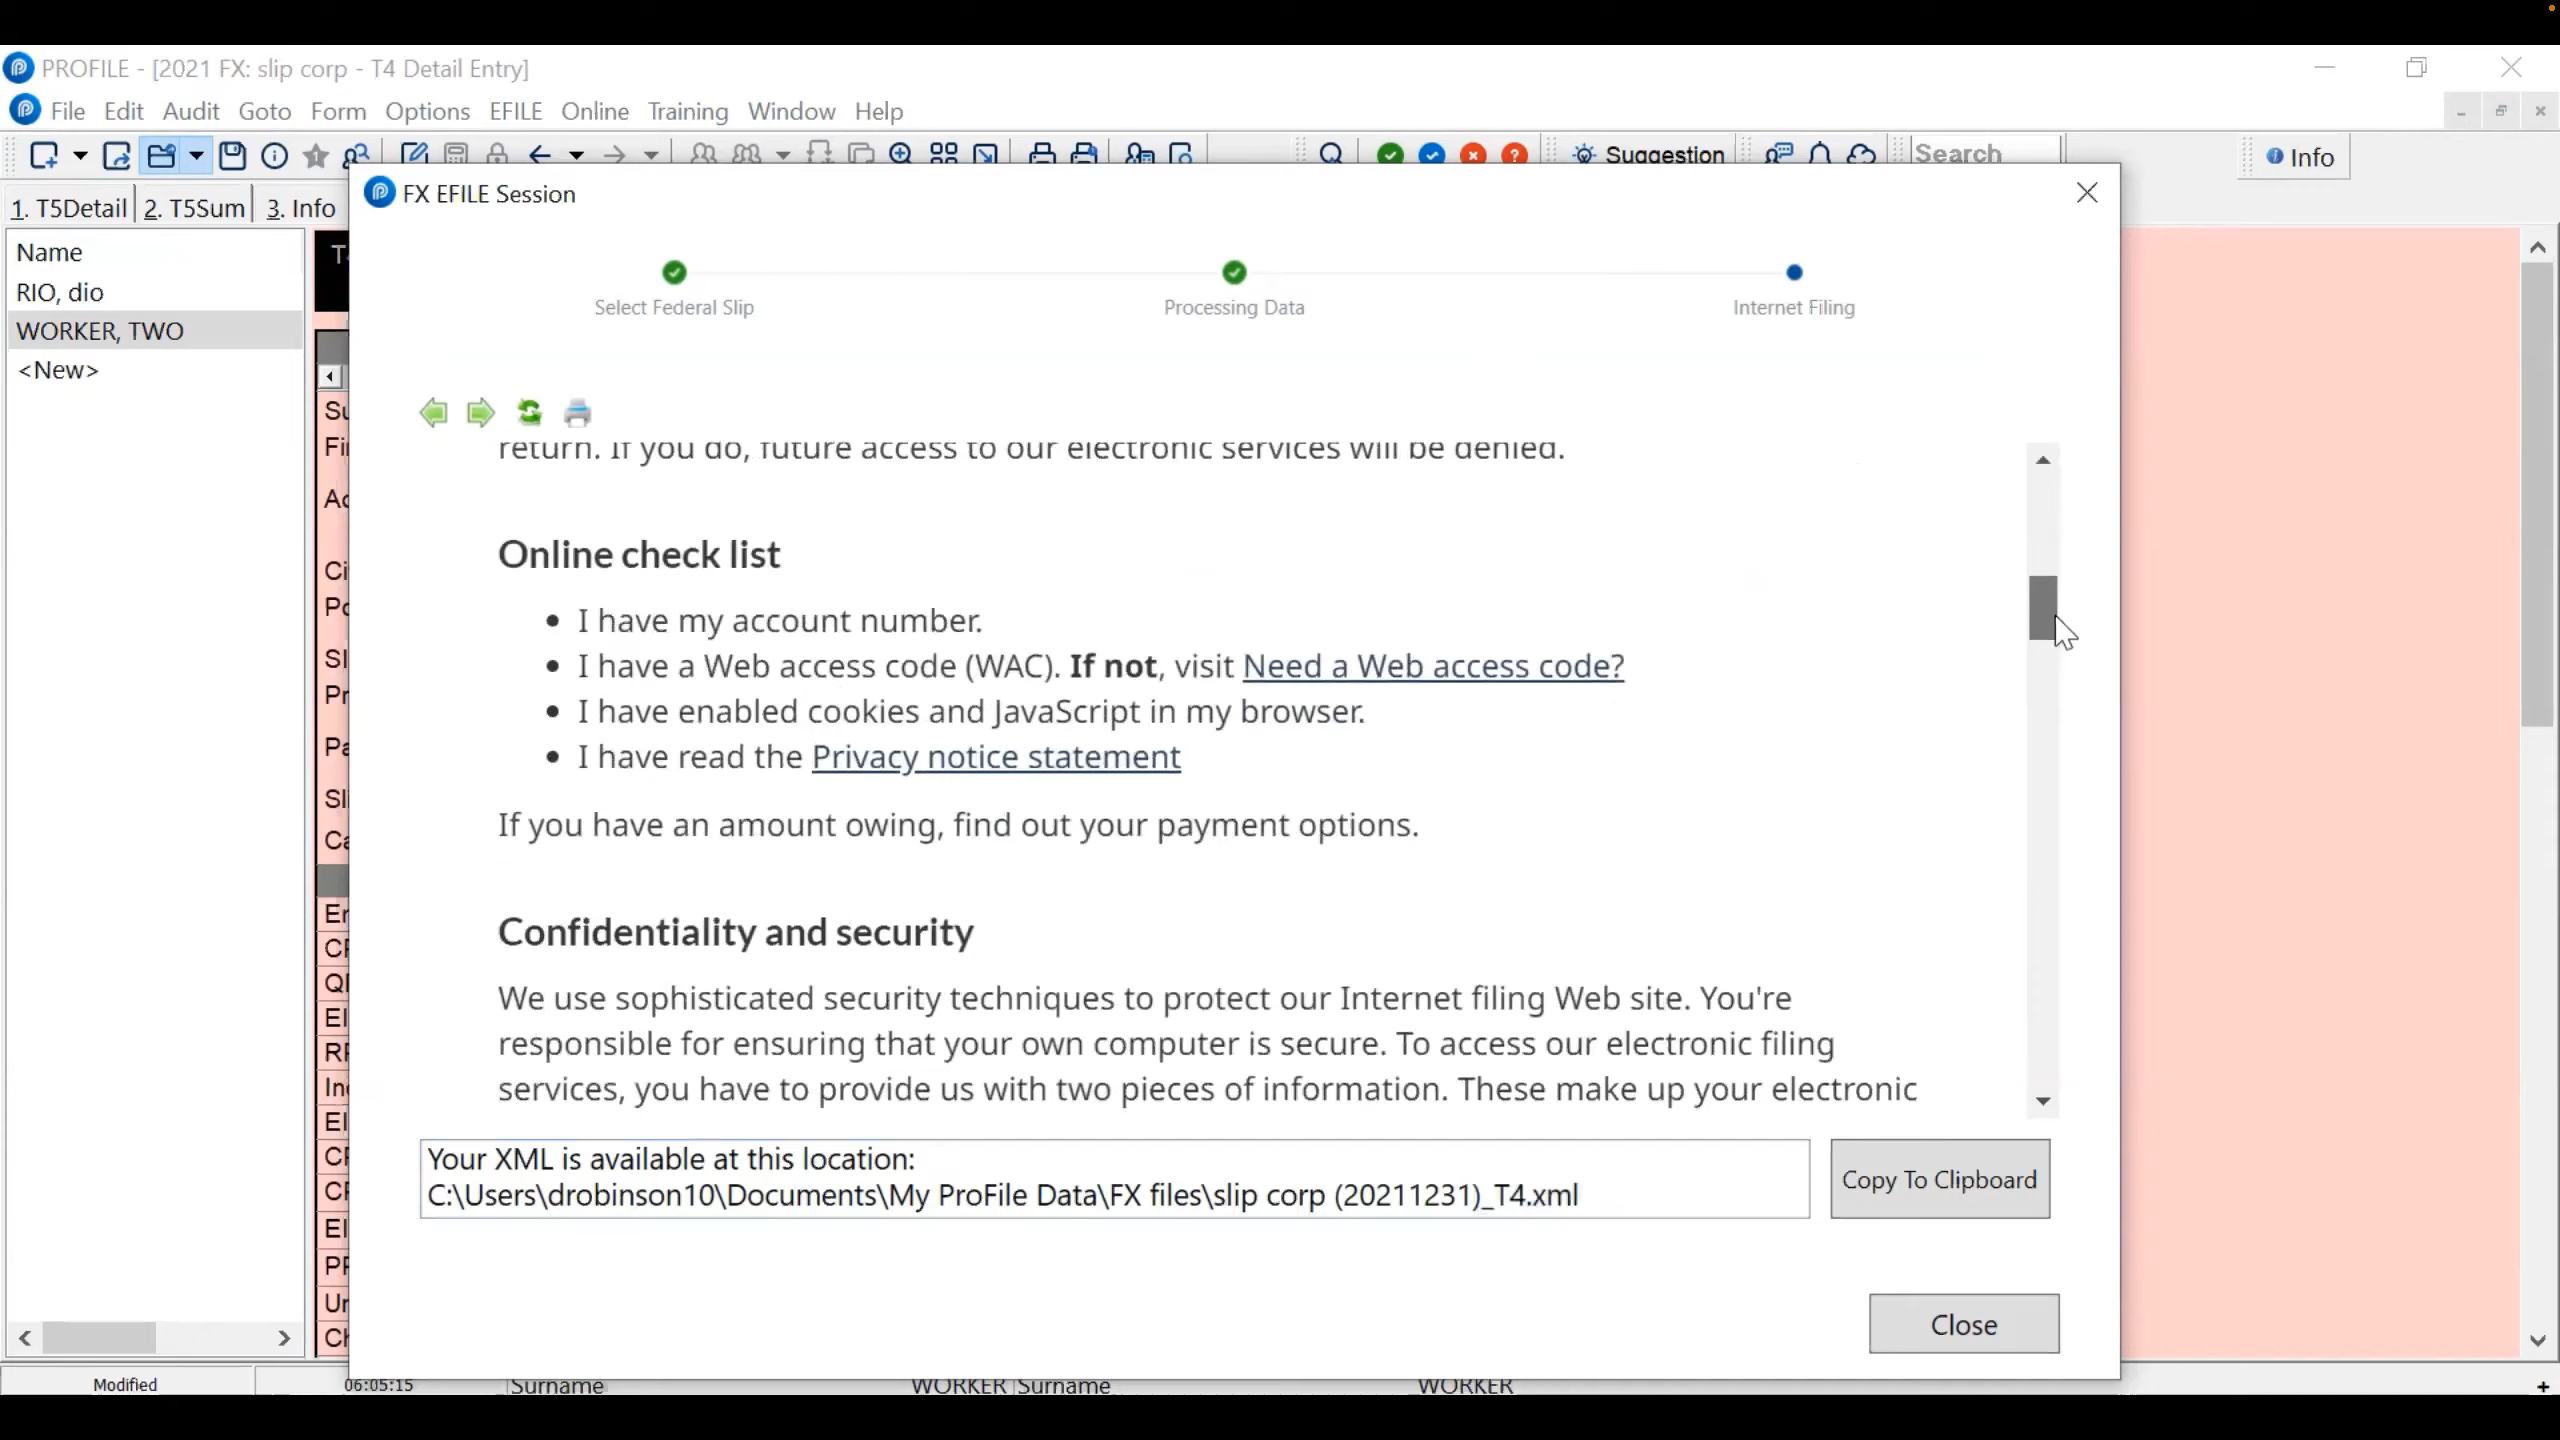 PROFILE - [2021 FX: slip corp - T4 Detail Entry]
File Edit Audit Goto Form Options EFILE Online Training Window Help
Suggestion
Search
Info
1. T5Detail 2. T5Sum 3. Info
FX EFILE Session
Name
RIO, dio
WORKER, TWO
<New>
Select Federal Slip
Processing Data
Internet Filing
return. If you do, future access to our electronic services will be denied.
Online check list
• I have my account number.
• I have a Web access code (WAC). If not, visit Need a Web access code?
• I have enabled cookies and JavaScript in my browser.
• I have read the Privacy notice statement
If you have an amount owing, find out your payment options.
Confidentiality and security
We use sophisticated security techniques to protect our Internet filing Web site. You're
responsible for ensuring that your own computer is secure. To access our electronic filing
services, you have to provide us with two pieces of information. These make up your electronic
Your XML is available at this location:
C:\Users\drobinson10\Documents\My ProFile Data\FX files\slip corp (20211231)_T4.xml
Copy To Clipboard
Close
Modified 06:05:15 Surname WORKER Surname WORKER